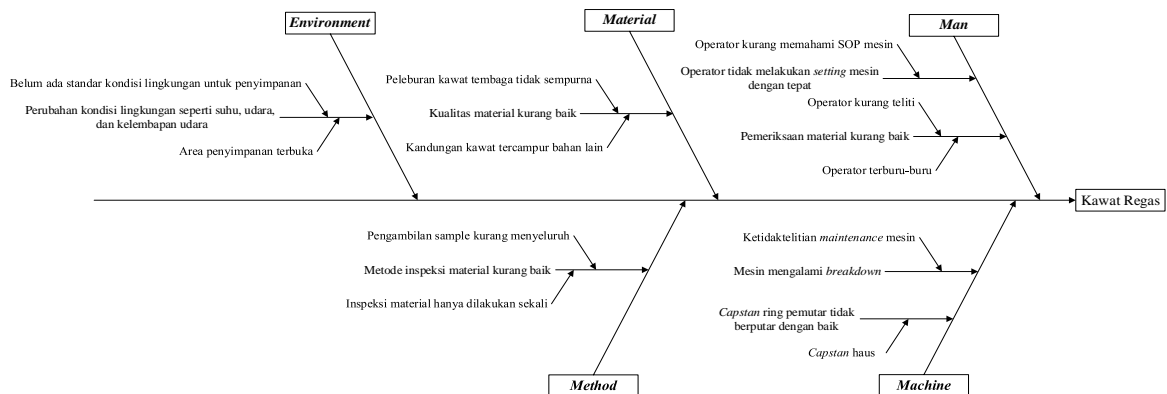 Environment
Belum ada standar kondisi lingkungan untuk penyimpanan
Perubahan kondisi lingkungan seperti suhu, udara,
dan kelembapan udara
Area penyimpanan terbuka
Material
Peleburan kawat tembaga tidak sempurna
Kualitas material kurang baik
Kandungan kawat tercampur bahan lain
Man
Operator kurang memahami SOP mesin
Operator tidak melakukan setting mesin
dengan tepat
Operator kurang teliti
Pemeriksaan material kurang baik
Operator terburu-buru
Kawat Regas
Pengambilan sample kurang menyeluruh
Metode inspeksi material kurang baik
Inspeksi material hanya dilakukan sekali
Method
Ketidaktelitian maintenance mesin
Mesin mengalami breakdown
Capstan ring pemutar tidak
berputar dengan baik
Capstan haus
Machine